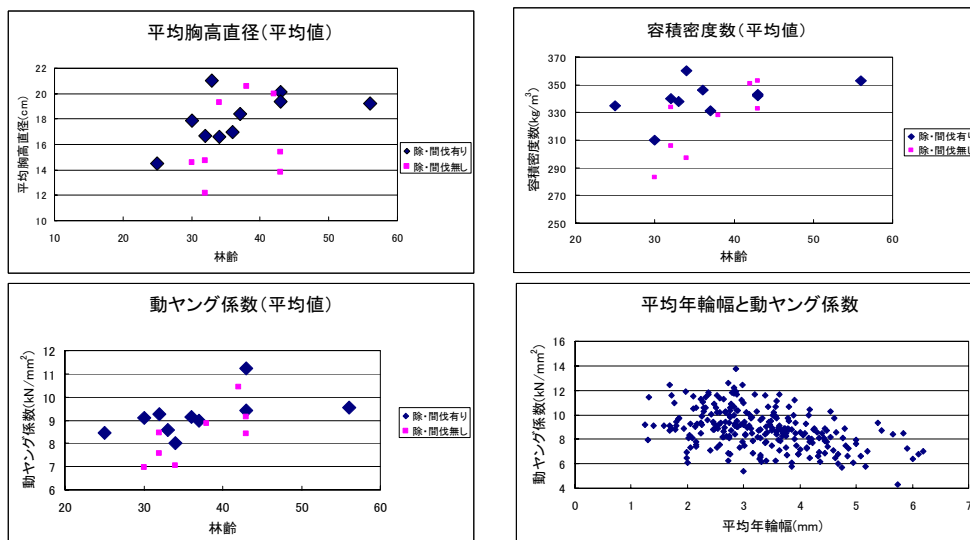 平均胸高直径(平均値)
平均胸高直径(cm)
22
20
18
16
14
12
10
10 20 30 40 50 60
林齢
除・間伐有り
除・間伐無し
容積密度数(平均値)
容積密度数(kg/m³)
370
350
330
310
290
270
250
20 30 40 50 60
林齢
除・間伐有り
除・間伐無し
動ヤング係数(平均値)
動ヤング係数(kN/mm²)
12
11
10
9
8
7
6
20 30 40 50 60
林齢
除・間伐有り
除・間伐無し
平均年輪幅と動ヤング係数
動ヤング係数(kN/mm²)
16
14
12
10
8
6
4
0 1 2 3 4 5 6 7
平均年輪幅(mm)